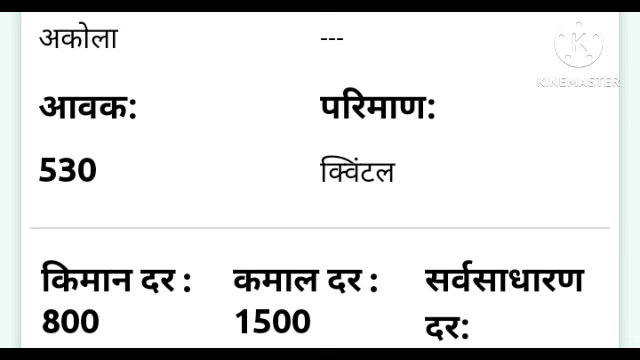 अकोला ---
K
KINEMASTER
आवक: परिमाण:
530 क्विंटल
किमान दर : कमाल दर : सर्वसाधारण
800 1500 दर: